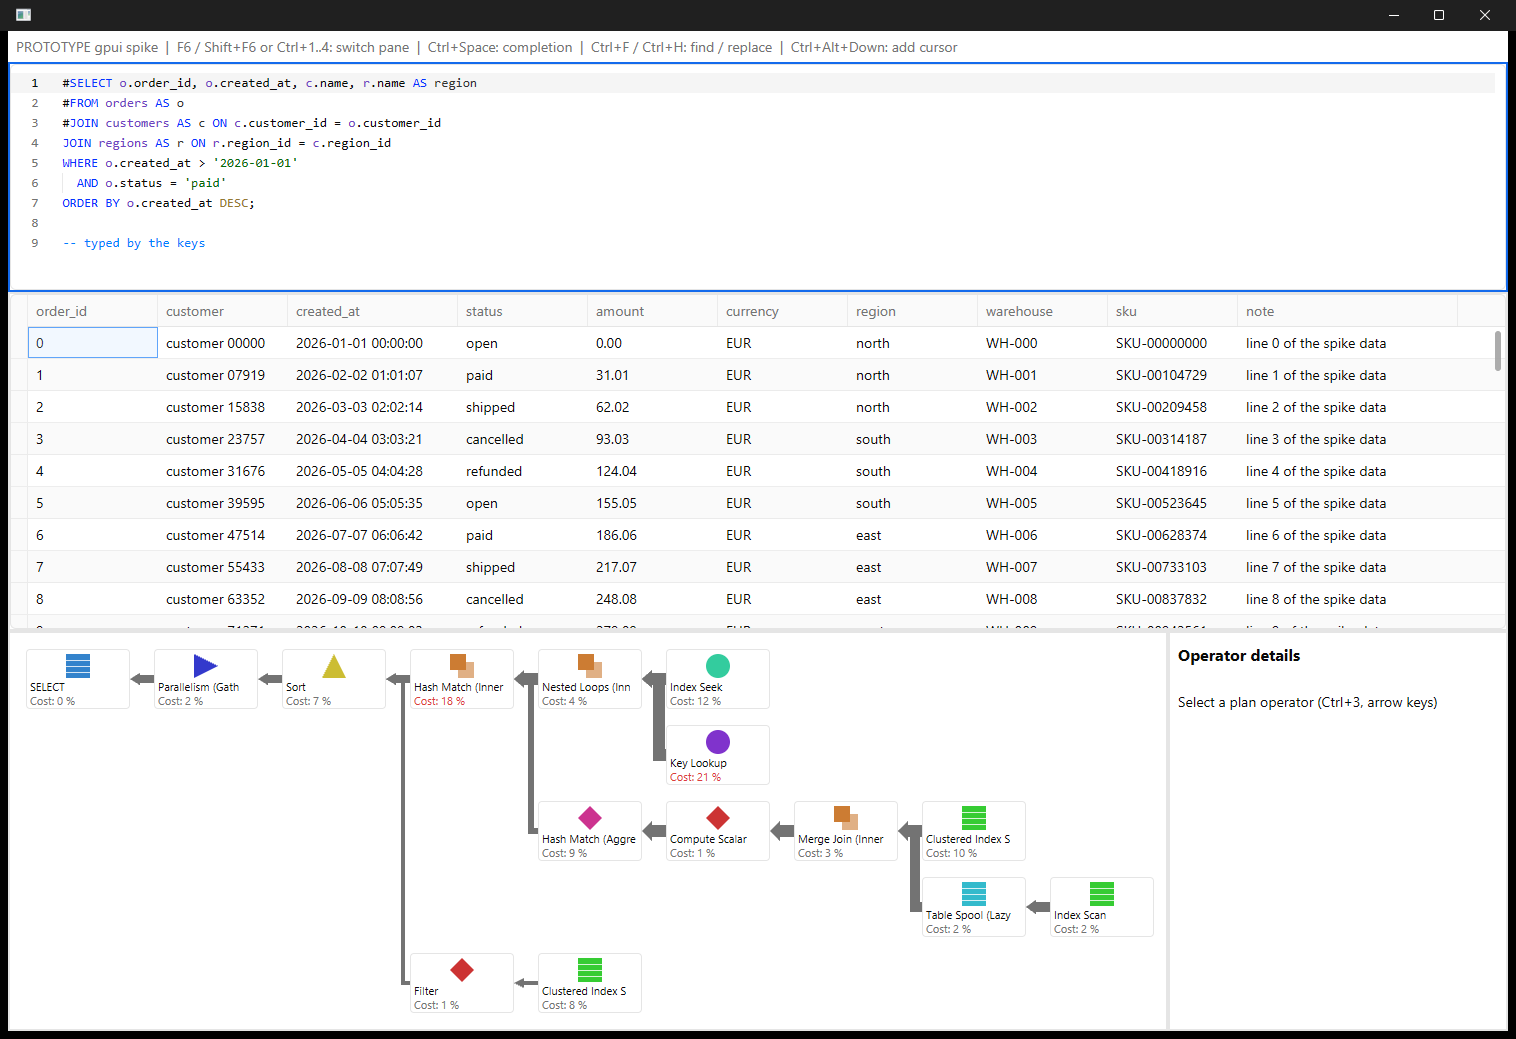 PROTOTYPE gpui spike | F6 / Shift+F6 or Ctrl+1..4: switch pane | Ctrl+Space: completion | Ctrl+F / Ctrl+H: find / replace | Ctrl+Alt+Down: add cursor
1 #SELECT o.order_id, o.created_at, c.name, r.name AS region
2 #FROM orders AS o
3 #JOIN customers AS c ON c.customer_id = o.customer_id
4 JOIN regions AS r ON r.region_id = c.region_id
5 WHERE o.created_at > '2026-01-01'
6 AND o.status = 'paid'
7 ORDER BY o.created_at DESC;
8
9 -- typed by the keys
order_id customer created_at status amount currency region warehouse sku note
0 customer 00000 2026-01-01 00:00:00 open 0.00 EUR north WH-000 SKU-00000000 line 0 of the spike data
1 customer 07919 2026-02-02 01:01:07 paid 31.01 EUR north WH-001 SKU-00104729 line 1 of the spike data
2 customer 15838 2026-03-03 02:02:14 shipped 62.02 EUR north WH-002 SKU-00209458 line 2 of the spike data
3 customer 23757 2026-04-04 03:03:21 cancelled 93.03 EUR south WH-003 SKU-00314187 line 3 of the spike data
4 customer 31676 2026-05-05 04:04:28 refunded 124.04 EUR south WH-004 SKU-00418916 line 4 of the spike data
5 customer 39595 2026-06-06 05:05:35 open 155.05 EUR south WH-005 SKU-00523645 line 5 of the spike data
6 customer 47514 2026-07-07 06:06:42 paid 186.06 EUR east WH-006 SKU-00628374 line 6 of the spike data
7 customer 55433 2026-08-08 07:07:49 shipped 217.07 EUR east WH-007 SKU-00733103 line 7 of the spike data
8 customer 63352 2026-09-09 08:08:56 cancelled 248.08 EUR east WH-008 SKU-00837832 line 8 of the spike data
SELECT
Cost: 0 %
Parallelism (Gath
Cost: 2 %
Sort
Cost: 7 %
Hash Match (Inner
Cost: 18 %
Nested Loops (Inn
Cost: 4 %
Index Seek
Cost: 12 %
Key Lookup
Cost: 21 %
Hash Match (Aggre
Cost: 9 %
Compute Scalar
Cost: 1 %
Merge Join (Inner
Cost: 3 %
Clustered Index S
Cost: 10 %
Table Spool (Lazy
Cost: 2 %
Index Scan
Cost: 2 %
Filter
Cost: 1 %
Clustered Index S
Cost: 8 %
Operator details
Select a plan operator (Ctrl+3, arrow keys)